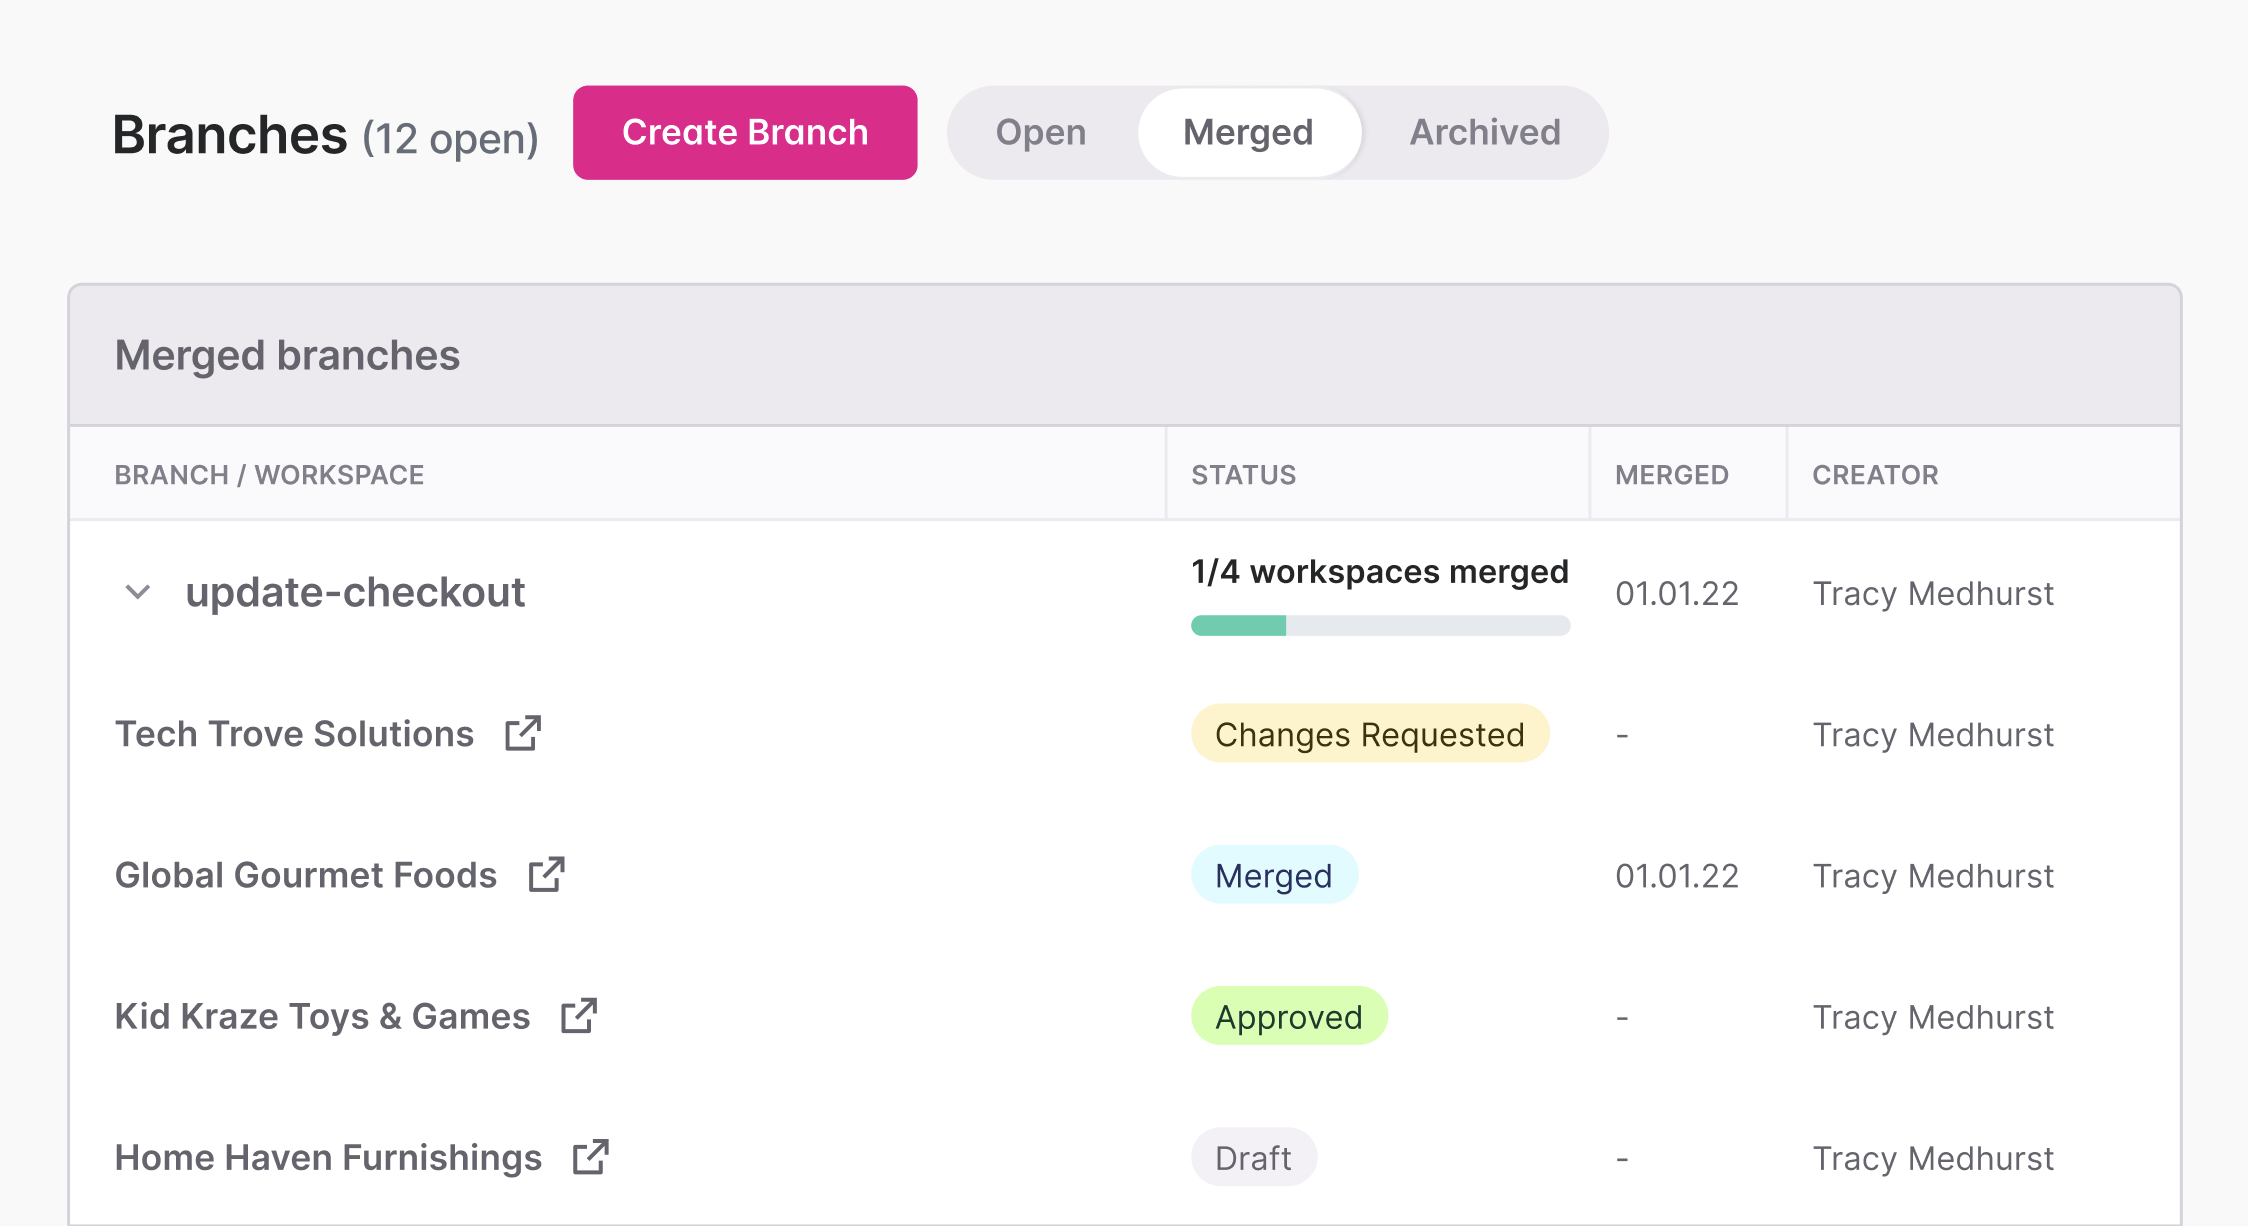 Branches (12 open)
Create Branch
Open
Merged
Archived
Merged branches
BRANCH / WORKSPACE
STATUS
MERGED
CREATOR
update-checkout
1/4 workspaces merged
01.01.22
Tracy Medhurst
Tech Trove Solutions
Changes Requested
-
Tracy Medhurst
Global Gourmet Foods
Merged
01.01.22
Tracy Medhurst
Kid Kraze Toys & Games
Approved
-
Tracy Medhurst
Home Haven Furnishings
Draft
-
Tracy Medhurst